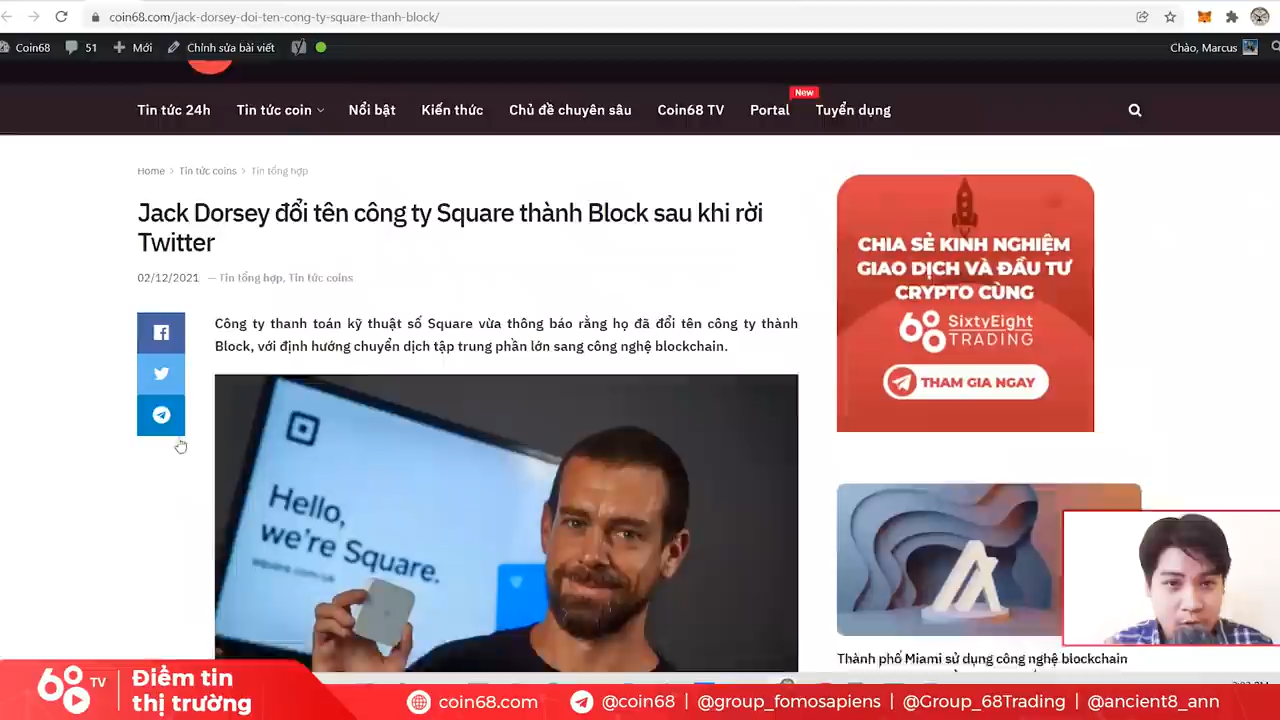 coin68.com/jack-dorsey-doi-ten-cong-ty-square-thanh-block/
Coin68 51 Mới Chỉnh sửa bài viết Chào, Marcus
Tin tức 24h Tin tức coin Nổi bật Kiến thức Chủ đề chuyên sâu Coin68 TV Portal New Tuyển dụng
Home > Tin tức coins > Tin tổng hợp
Jack Dorsey đổi tên công ty Square thành Block sau khi rời
Twitter
02/12/2021 — Tin tổng hợp, Tin tức coins
Công ty thanh toán kỹ thuật số Square vừa thông báo rằng họ đã đổi tên công ty thành
Block, với định hướng chuyển dịch tập trung phần lớn sang công nghệ blockchain.
Hello,
we're Square.
CHIA SẺ KINH NGHIỆM
GIAO DỊCH VÀ ĐẦU TƯ
CRYPTO CÙNG
68 SixtyEight
TRADING
THAM GIA NGAY
Thành phố Miami sử dụng công nghệ blockchain
68 TV
Điểm tin
thị trường
coin68.com @coin68 | @group_fomosapiens | @Group_68Trading | @ancient8_ann